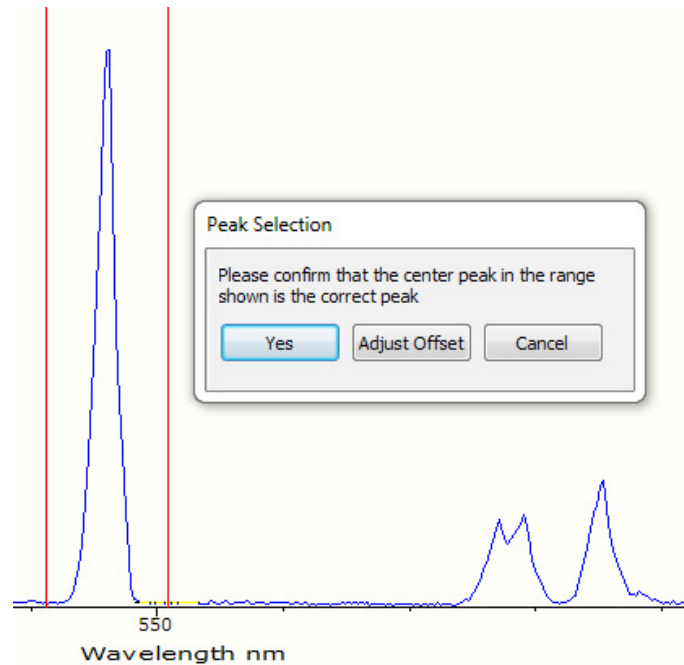 Peak Selection
Please confirm that the center peak in the range
shown is the correct peak
Yes
Adjust Offset
Cancel
550
Wavelength nm